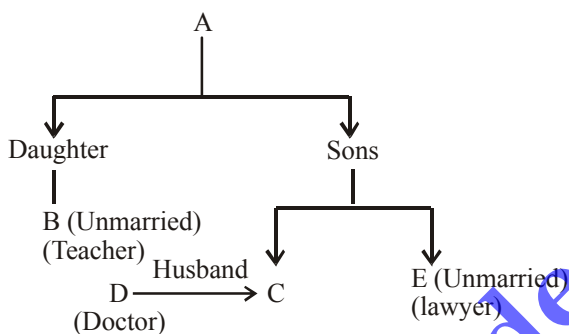 A
Daughter
Sons
B (Unmarried)
(Teacher)
Husband
D
C
E (Unmarried)
(Doctor)
(lawyer)